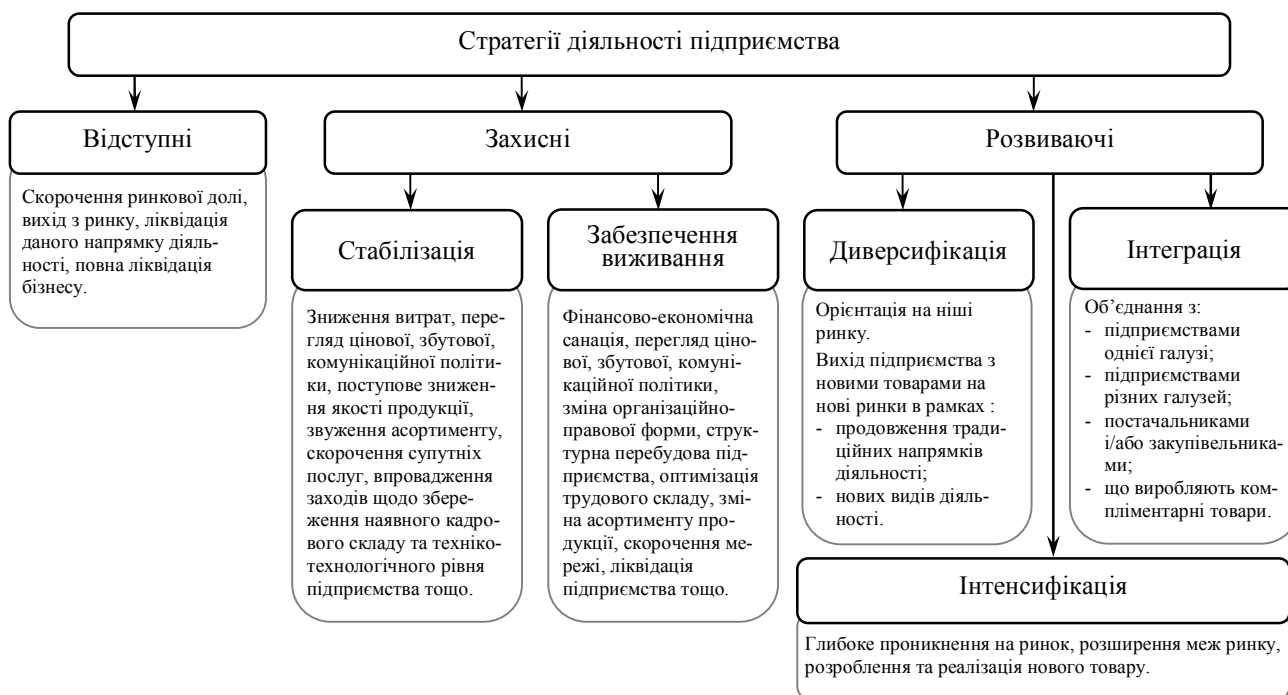 Стратегії діяльності підприємства
Відступні
Скорочення ринкової долі,
вихід з ринку, ліквідація
даного напрямку діяль-
ності, повна ліквідація
бізнесу.
Захисні
Стабілізація
Зниження витрат, пере-
гляд цінової, збутової,
комунікаційної політи-
ки, поступове знижен-
ня якості продукції,
звуження асортименту,
скорочення супутніх
послуг, впровадження
заходів щодо збере-
ження наявного кадро-
вого складу та техніко-
технологічного рівня
підприємства тощо.
Забезпечення
виживання
Фінансово-економічна
санація, перегляд ціно-
вої, збутової, комуні-
каційної політики,
зміна організаційно-
правової форми, струк-
турна перебудова під-
приємства, оптимізація
трудового складу, змі-
на асортименту про-
дукції, скорочення ме-
режі, ліквідація
підприємства тощо.
Розвиваючі
Диверсифікація
Орієнтація на ніші
ринку.
Вихід підприємства з
новими товарами на
нові ринки в рамках :
- продовження тради-
ційних напрямків
діяльності;
- нових видів діяль-
ності.
Інтеграція
Об’єднання з:
- підприємствами
однієї галузі;
- підприємствами
різних галузей;
- постачальниками
і/або закупівельника-
ми;
- що виробляють ком-
пліментарні товари.
Інтенсифікація
Глибоке проникнення на ринок, розширення меж ринку,
розроблення та реалізація нового товару.